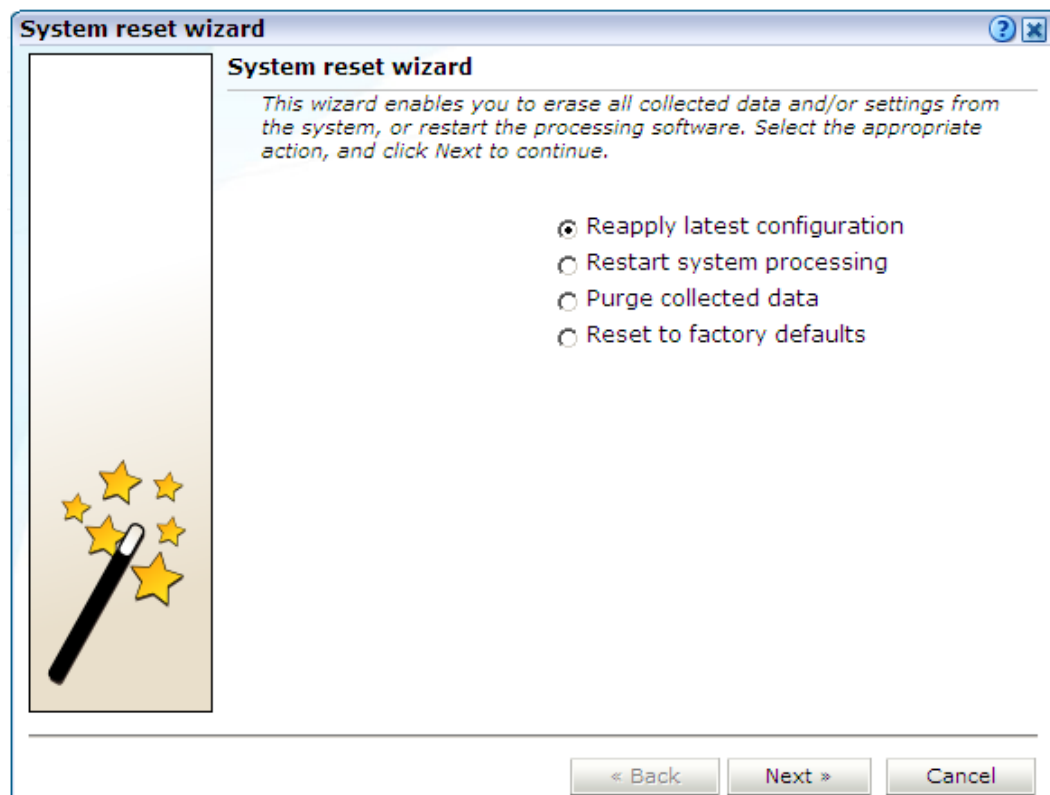 System reset wizard
?
System reset wizard
This wizard enables you to erase all collected data and/or settings from
the system, or restart the processing software. Select the appropriate
action, and click Next to continue.
Reapply latest configuration
Restart system processing
Purge collected data
Reset to factory defaults
« Back
Next »
Cancel